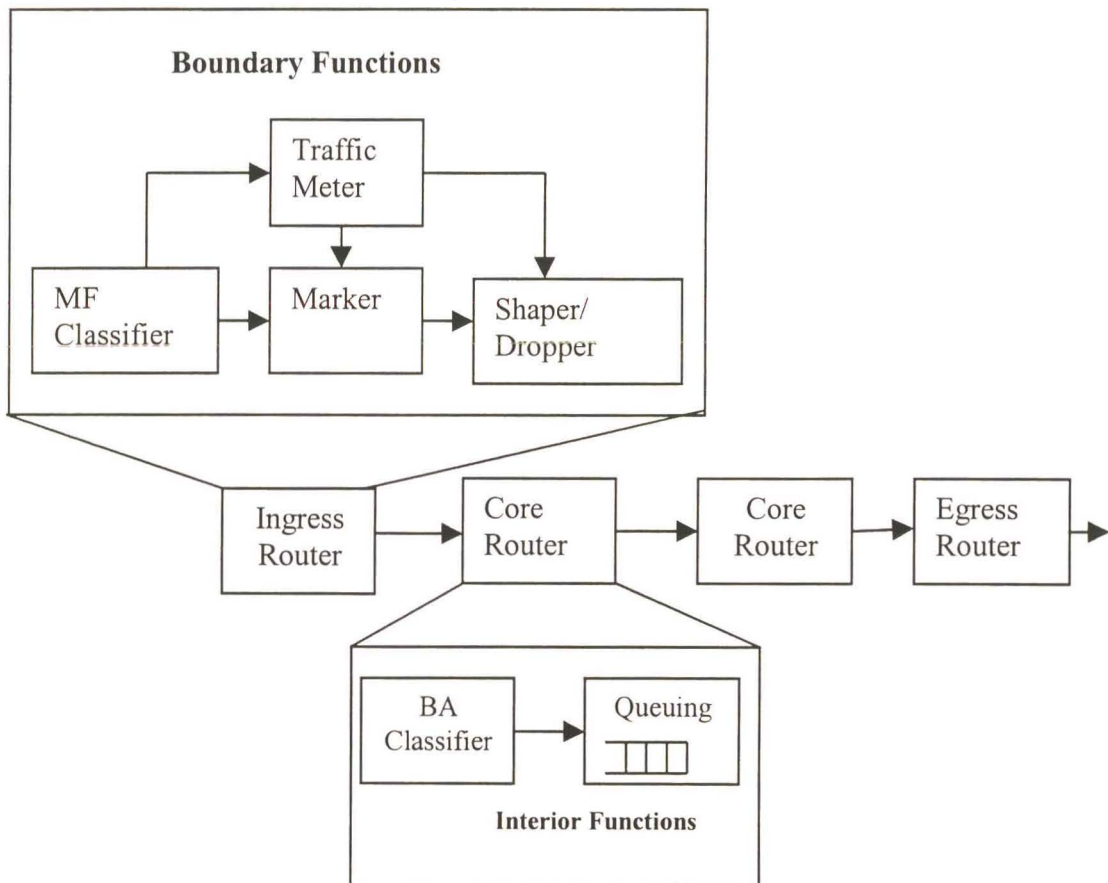 Boundary Functions
Traffic
Meter
MF
Classifier
Marker
Shaper/
Dropper
Ingress
Router
Core
Router
Core
Router
Egress
Router
BA
Classifier
Queuing
Interior Functions